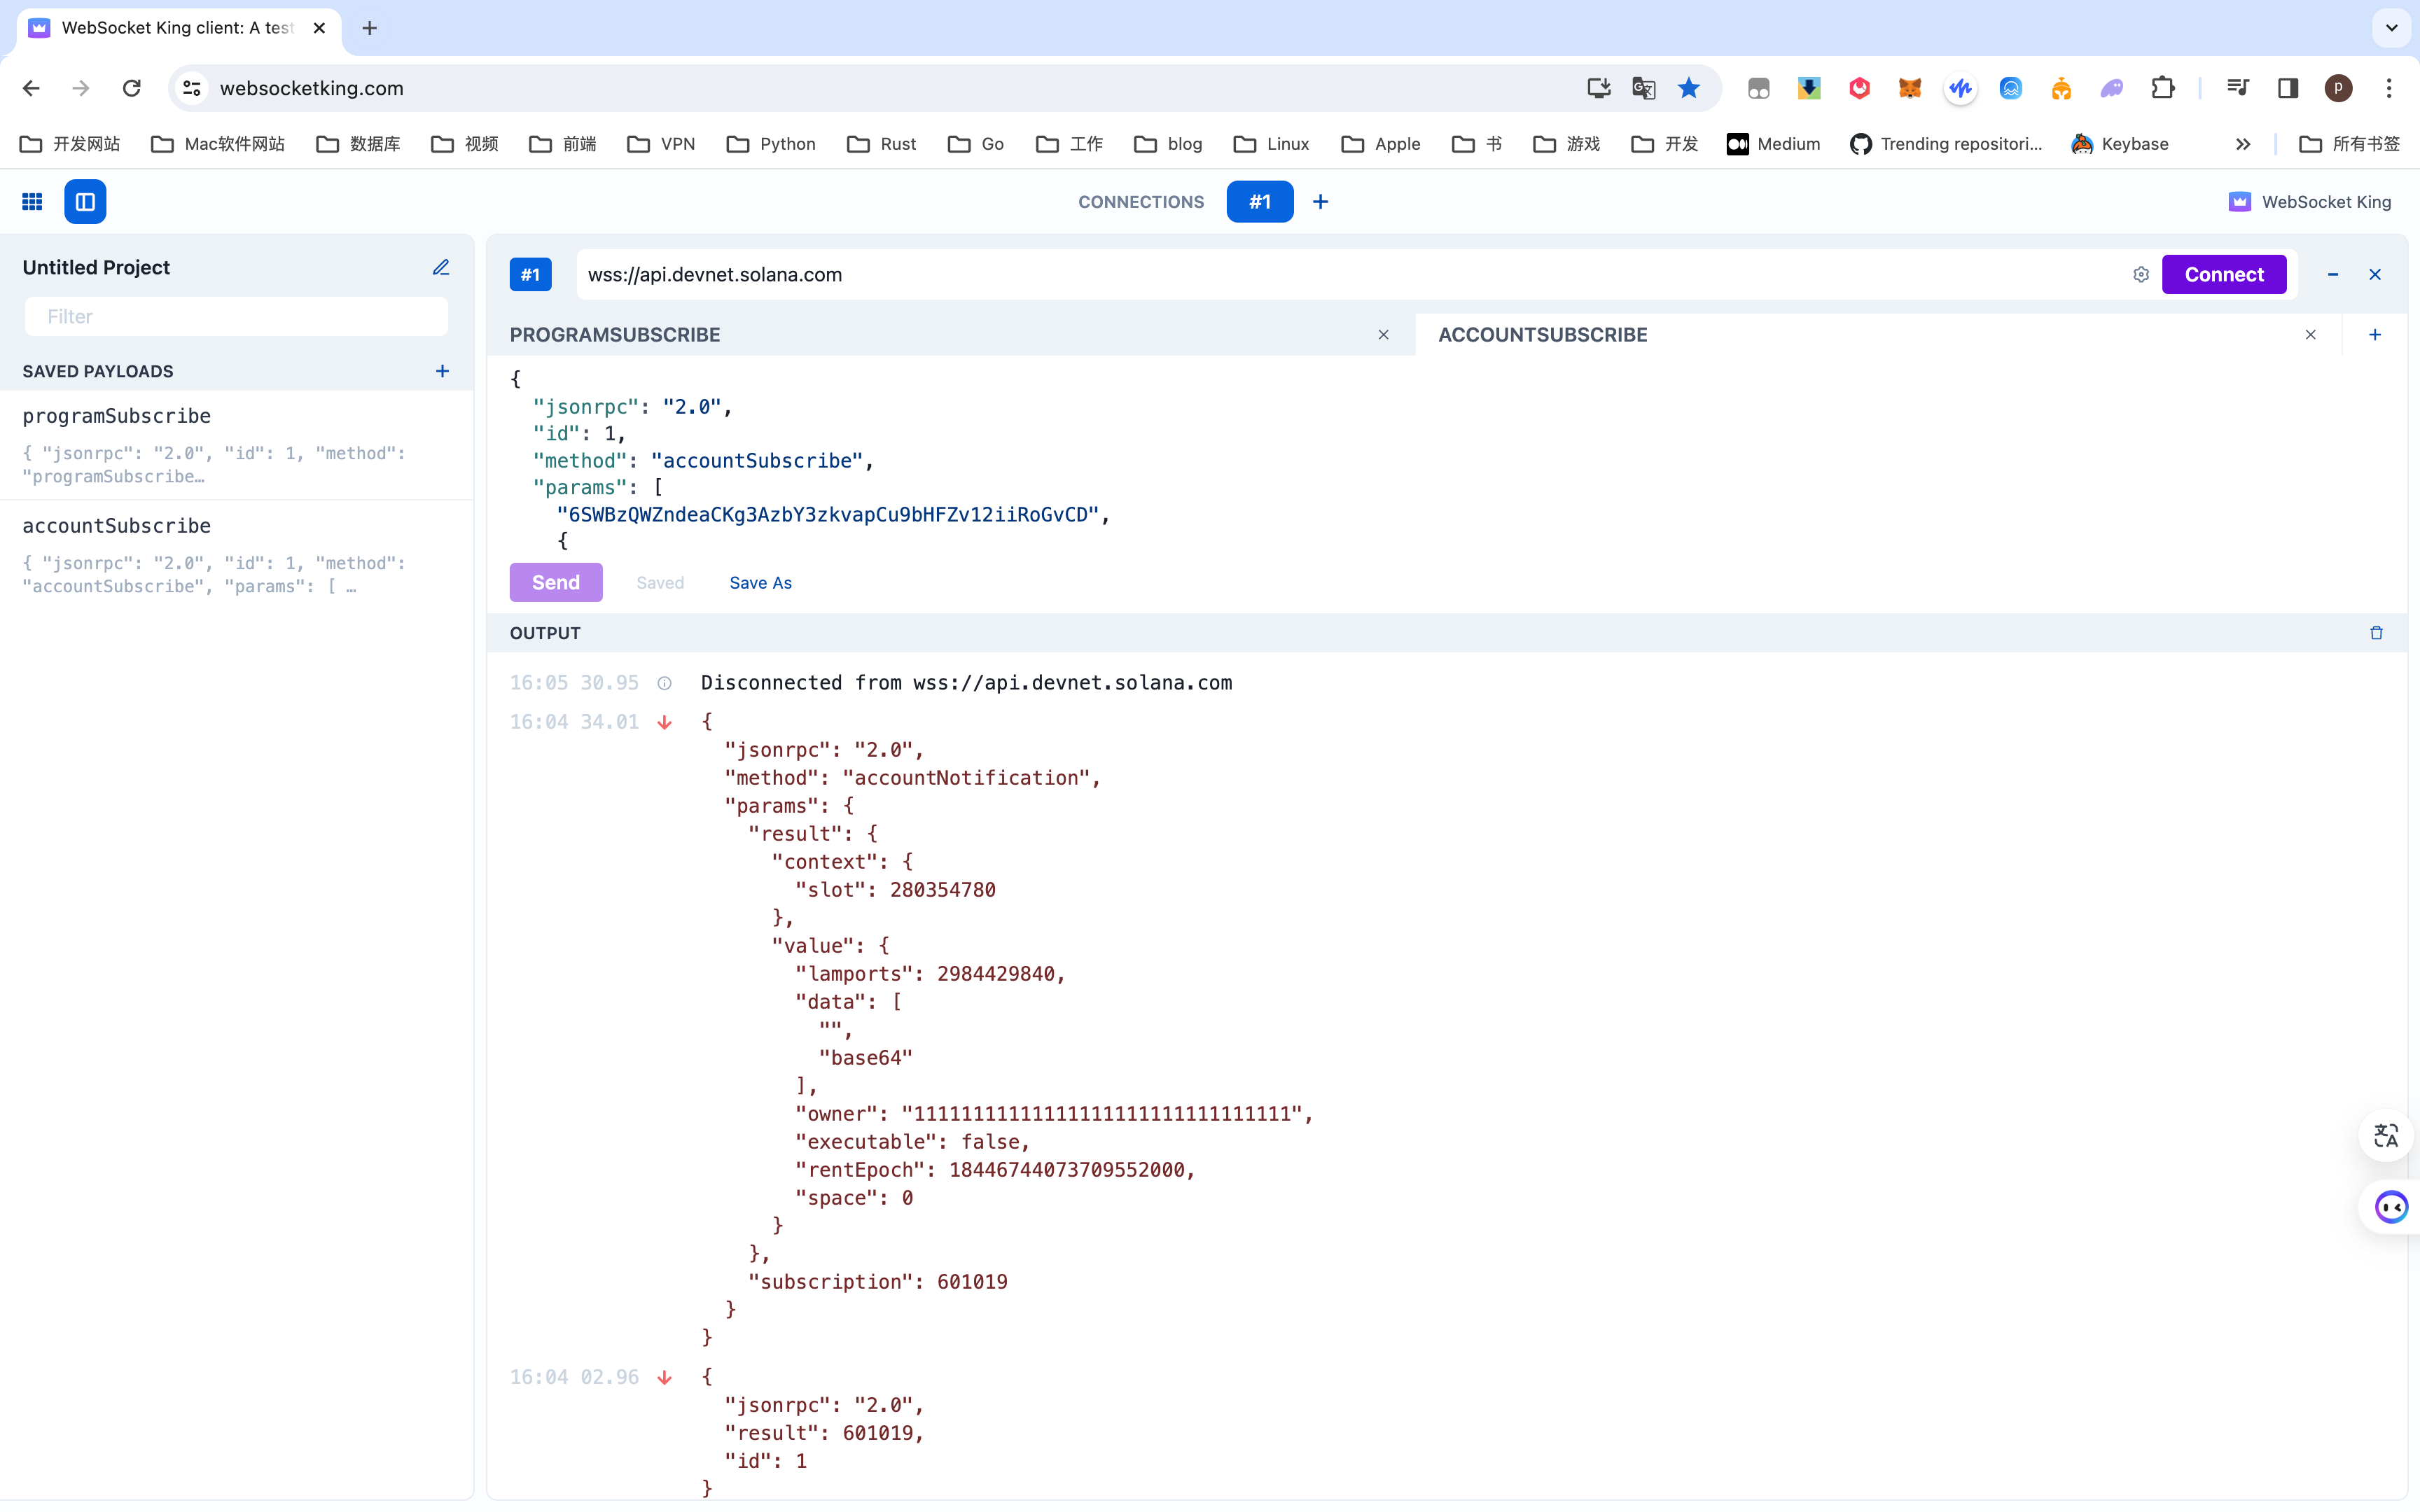 WebSocket King client: A test
websocketking.com
P
开发网站 Mac软件网站 数据库 视频 前端 VPN Python Rust Go 工作 blog Linux Apple 书 游戏 开发 Medium Trending repositori... Keybase 所有书签
CONNECTIONS #1 WebSocket King
Untitled Project
Filter
SAVED PAYLOADS
programSubscribe
{ "jsonrpc": "2.0", "id": 1, "method":
"programSubscribe…
accountSubscribe
{ "jsonrpc": "2.0", "id": 1, "method":
"accountSubscribe", "params": [ …
#1 wss://api.devnet.solana.com Connect
PROGRAMSUBSCRIBE ACCOUNTSUBSCRIBE
{
"jsonrpc": "2.0",
"id": 1,
"method": "accountSubscribe",
"params": [
"6SWBzQWZndeaCKg3AzbY3zkvapCu9bHFZv12iiRoGvCD",
{
Send Saved Save As
OUTPUT
16:05 30.95 Disconnected from wss://api.devnet.solana.com
16:04 34.01 {
"jsonrpc": "2.0",
"method": "accountNotification",
"params": {
"result": {
"context": {
"slot": 280354780
},
"value": {
"lamports": 2984429840,
"data": [
"",
"base64"
],
"owner": "11111111111111111111111111111111",
"executable": false,
"rentEpoch": 18446744073709552000,
"space": 0
}
},
"subscription": 601019
}
}
16:04 02.96 {
"jsonrpc": "2.0",
"result": 601019,
"id": 1
}